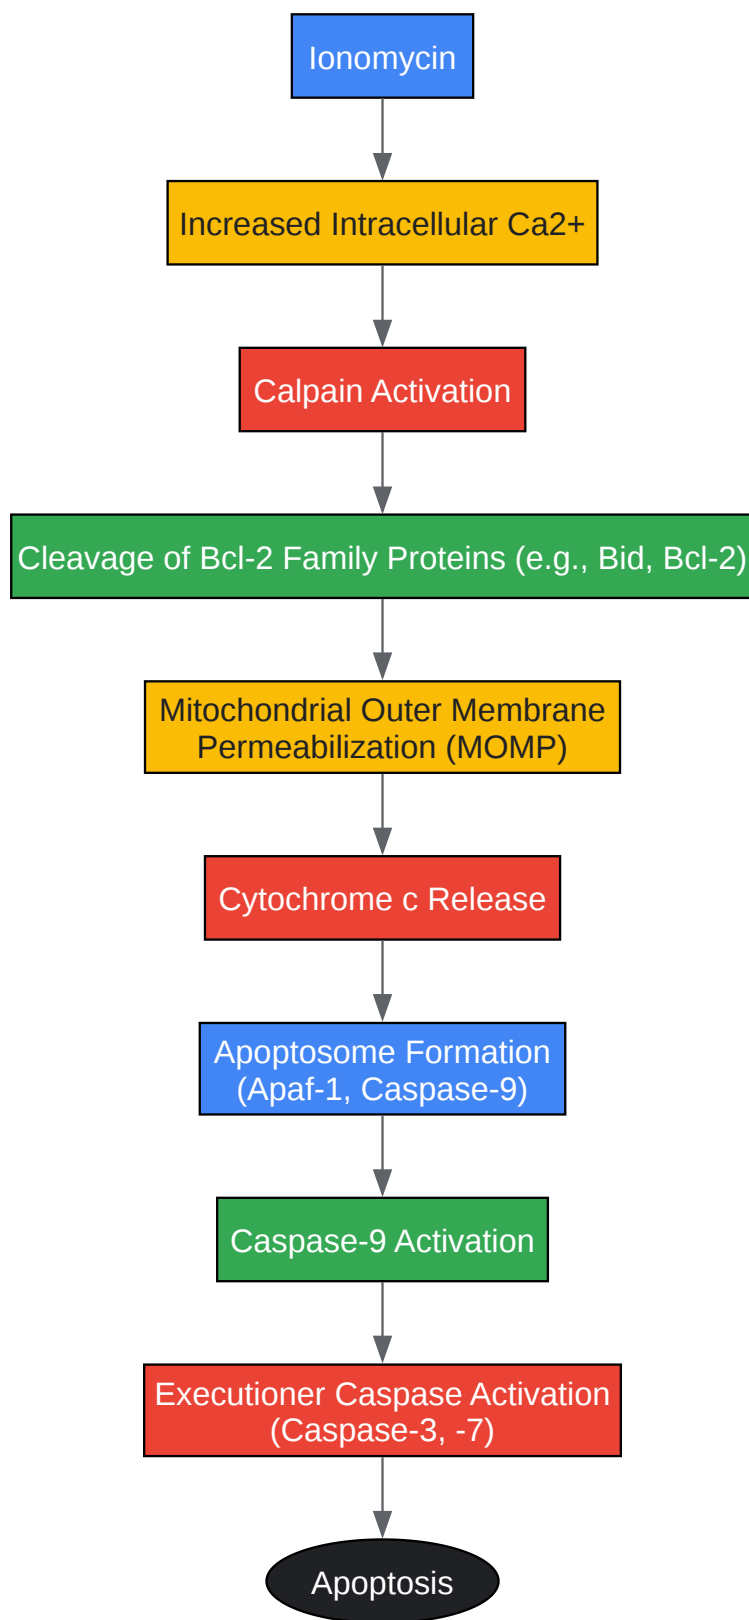 Ionomycin
Increased Intracellular Ca2+
Calpain Activation
Cleavage of Bcl-2 Family Proteins (e.g., Bid, Bcl-2)
Mitochondrial Outer Membrane
Permeabilization (MOMP)
Cytochrome c Release
Apoptosome Formation
(Apaf-1, Caspase-9)
Caspase-9 Activation
Executioner Caspase Activation
(Caspase-3, -7)
Apoptosis